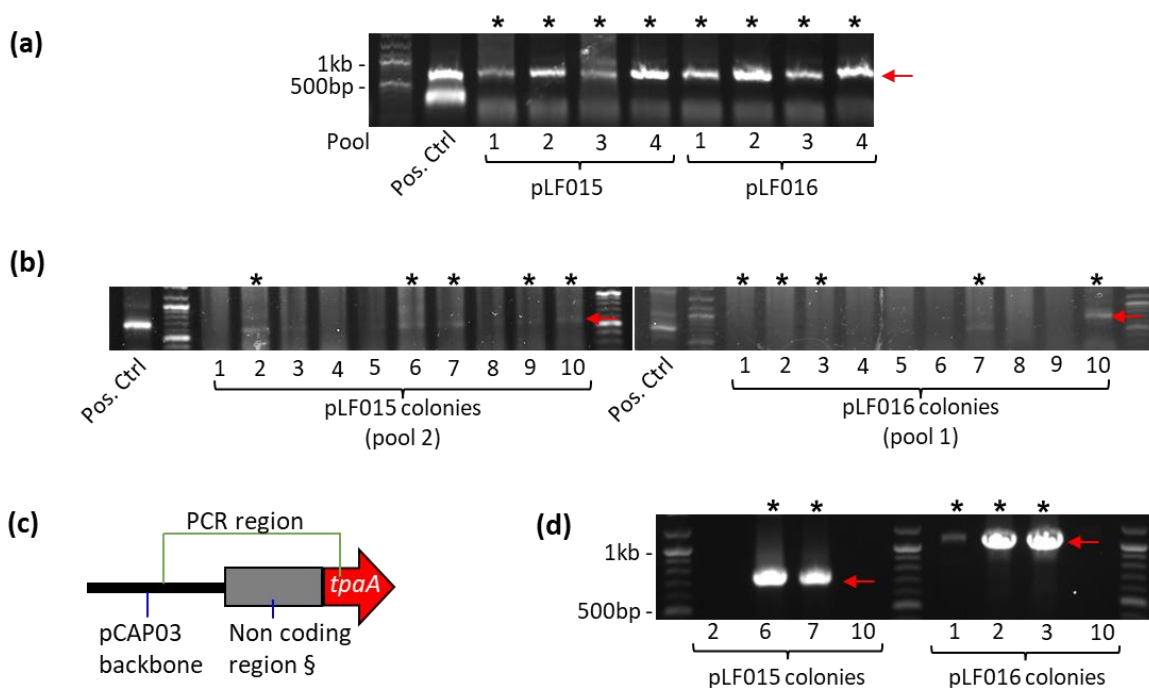 (a)
* * * * * * * *
1kb -
500bp -
Pool
Pos. Ctrl
1 2 3 4 1 2 3 4
pLF015 pLF016
(b)
* * * * * * * * * *
Pos. Ctrl
1 2 3 4 5 6 7 8 9 10
pLF015 colonies
(pool 2)
Pos. Ctrl
1 2 3 4 5 6 7 8 9 10
pLF016 colonies
(pool 1)
(c)
PCR region
tpaA
pCAP03
backbone
Non coding
region §
(d)
* * * * *
1kb -
500bp -
2 6 7 10 1 2 3 10
pLF015 colonies pLF016 colonies